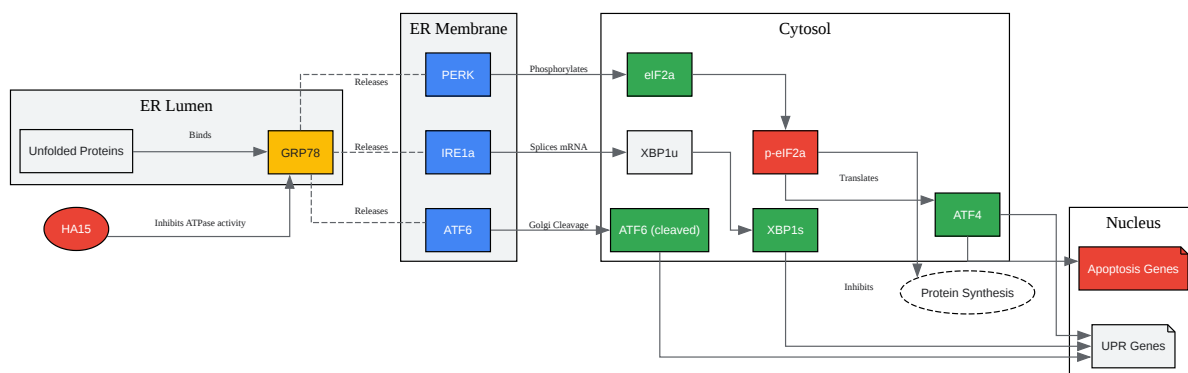 ER Membrane
Cytosol
PERK
Phosphorylates
eIF2a
Releases
ER Lumen
Unfolded Proteins
Binds
GRP78
Releases
IRE1a
Splices mRNA
XBP1u
p-eIF2a
Translates
HA15
Inhibits ATPase activity
Releases
ATF6
Golgi Cleavage
ATF6 (cleaved)
XBP1s
ATF4
Nucleus
Apoptosis Genes
Inhibits
Protein Synthesis
UPR Genes